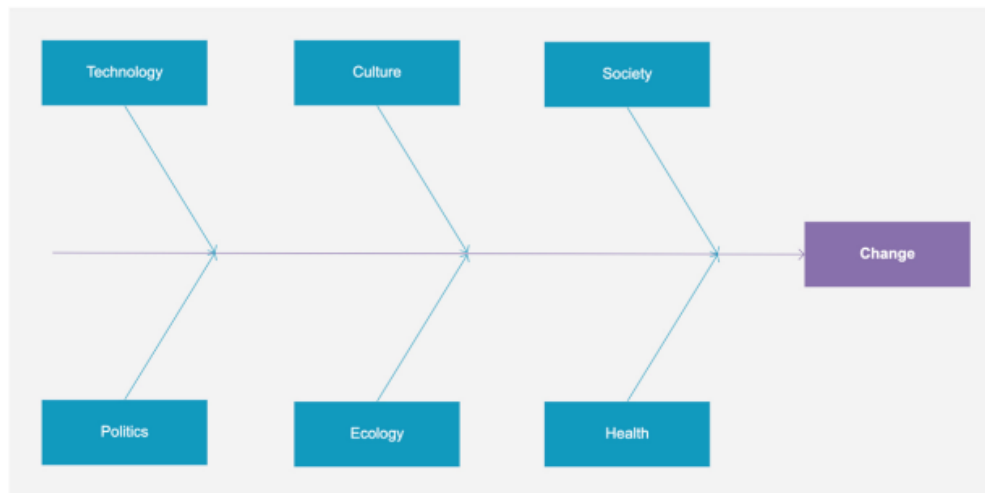 Technology
Culture
Society
Change
Politics
Ecology
Health